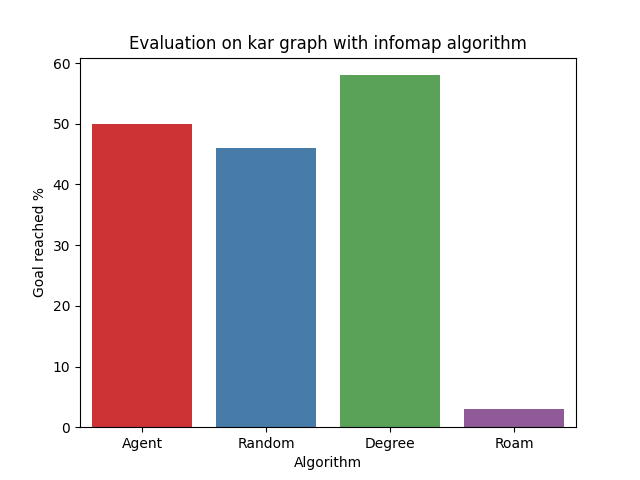 Evaluation on kar graph with infomap algorithm
Goal reached %
60
50
40
30
20
10
0
Agent Random Degree Roam
Algorithm